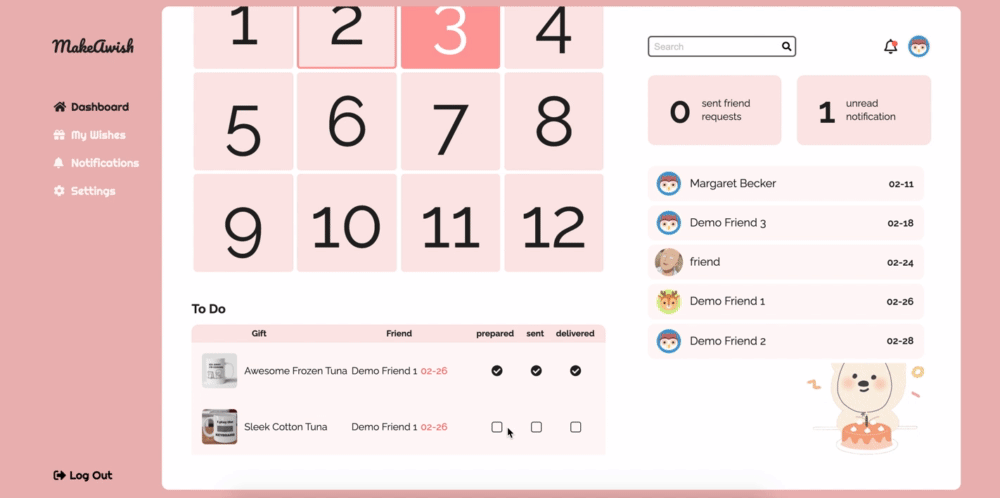 MakeAwish
Dashboard
My Wishes
Notifications
Settings
Log Out
1 2 3 4
5 6 7 8
9 10 11 12
To Do
Gift Friend prepared sent delivered
Awesome Frozen Tuna Demo Friend 1 02-26
Sleek Cotton Tuna Demo Friend 1 02-26
Search
0 sent friend
requests
1 unread
notification
Margaret Becker 02-11
Demo Friend 3 02-18
friend 02-24
Demo Friend 1 02-26
Demo Friend 2 02-28